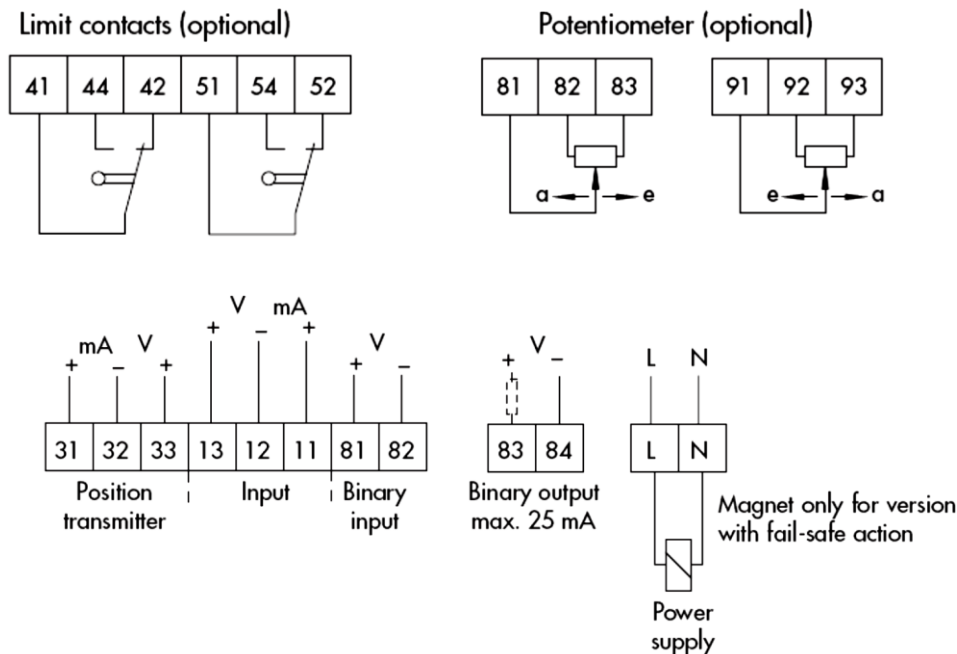 Limit contacts (optional)
41 44 42 51 54 52
Potentiometer (optional)
81 82 83
91 92 93
a e
e a
V mA
+ - +
mA V
+ - +
V
+ -
31 32 33 13 12 11 81 82
Position
transmitter
Input
Binary
input
V
+ -
83 84
Binary output
max. 25 mA
L N
L N
Magnet only for version
with fail-safe action
Power
supply